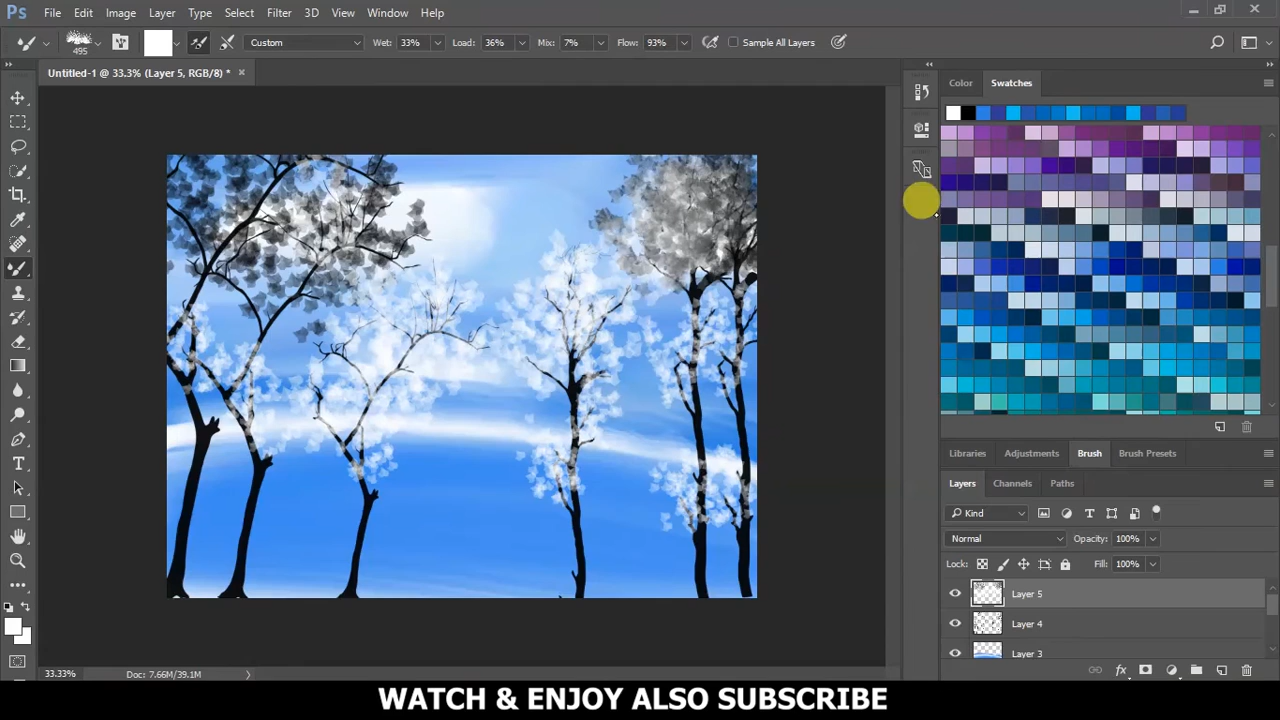 Ps File Edit Image Layer Type Select Filter 3D View Window Help
495 Custom Wet: 33% Load: 36% Mix: 7% Flow: 93% Sample All Layers
Untitled-1 @ 33.3% (Layer 5, RGB/8) *
Color Swatches
Libraries Adjustments Brush Brush Presets
Layers Channels Paths
Kind
Normal Opacity: 100%
Lock: Fill: 100%
Layer 5
Layer 4
Layer 3
33.33% Doc: 7.66M/39.1M
WATCH & ENJOY ALSO SUBSCRIBE